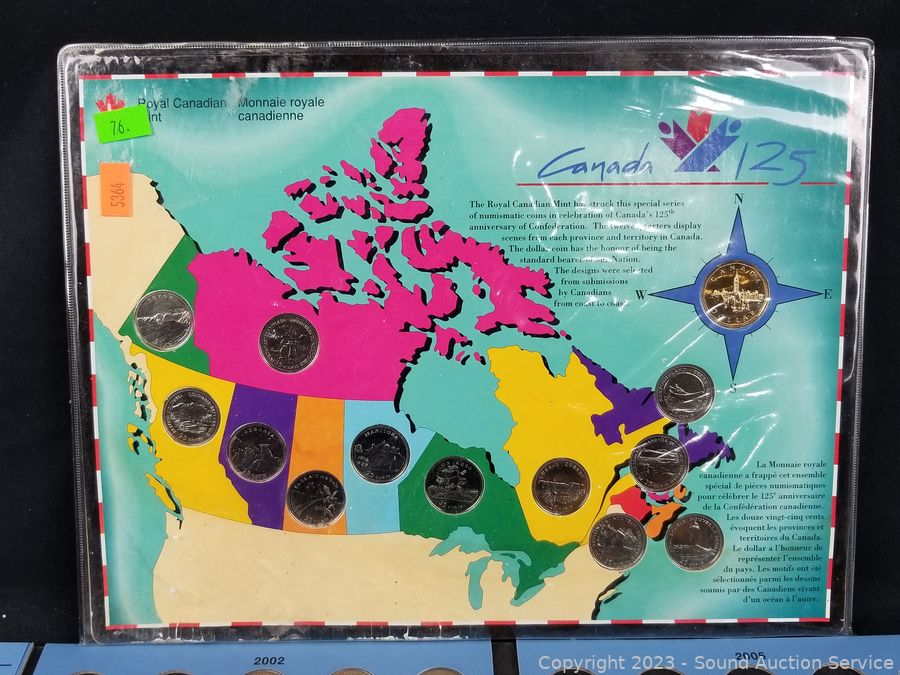 Royal Canadian Monnaie royale
canadienne
76.
5364
Canada 125
The Royal Canadian Mint has struck this special series
of numismatic coins in celebration of Canada's 125th
anniversary of Confederation. The twelve quarters display
scenes from each province and territory in Canada.
The dollar coin has the honour of being the
standard bearer of our Nation.
The designs were selected
from submissions
by Canadians
from coast to coast.
N
W
E
S
CANADA
DOLLAR
YUKON
ALBERTA
MANITOBA
La Monnaie royale
canadienne a frappé cet ensemble
spécial de pièces numismatiques
pour célébrer le 125e anniversaire
de la Confédération canadienne.
Les douze vingt-cinq cents
évoquent les provinces et
territoires du Canada.
Le dollar a l'honneur de
représenter l'ensemble
du pays. Les motifs ont été
sélectionnés parmi les dessins
soumis par des Canadiens vivant
d'un océan à l'autre.
2002
2005
Copyright 2023 - Sound Auction Service